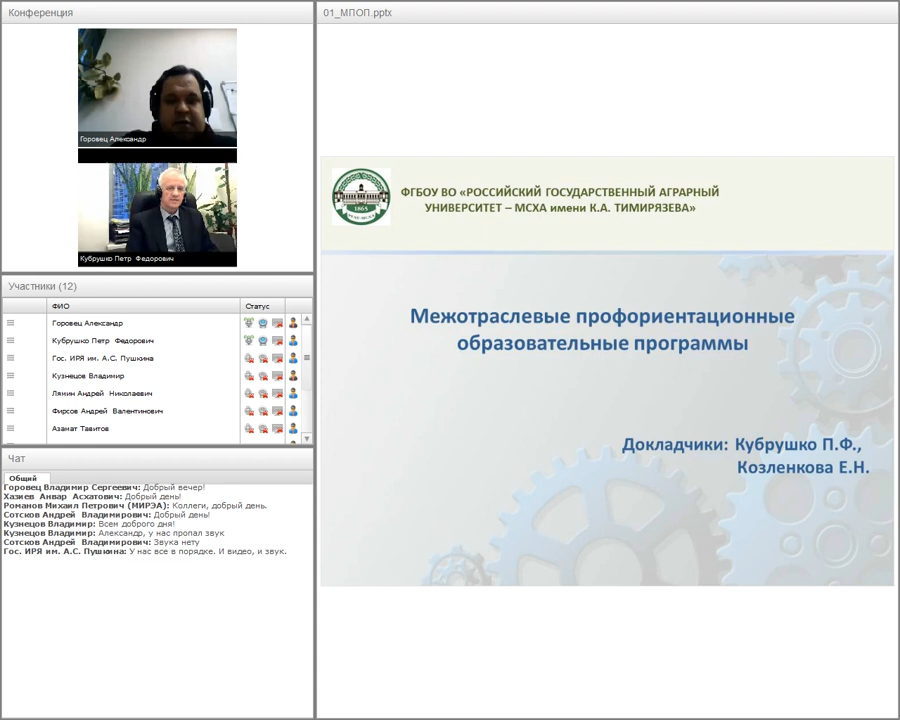 Конференция
Горовец Александр
Кубрушко Петр Федорович
Участники (12)
ФИО
Статус
Горовец Александр
Кубрушко Петр Федорович
Гос. ИРЯ им. А.С. Пушкина
Кузнецов Владимир
Лямин Андрей Николаевич
Фирсов Андрей Валентинович
Азамат Тавитов
Чат
Общий
Горовец Владимир Сергеевич: Добрый вечер!
Хазиев Анвар Асхатович: Добрый день!
Романов Михаил Петрович (МИРЭА): Коллеги, добрый день.
Сотсков Андрей Владимирович: Добрый день!
Кузнецов Владимир: Всем доброго дня!
Кузнецов Владимир: Александр, у нас пропал звук
Сотсков Андрей Владимирович: Звука нету
Гос. ИРЯ им. А.С. Пушкина: У нас все в порядке. И видео, и звук.
01_МПОП.pptx
1865
ФГБОУ ВО «РОССИЙСКИЙ ГОСУДАРСТВЕННЫЙ АГРАРНЫЙ
УНИВЕРСИТЕТ – МСХА имени К.А. ТИМИРЯЗЕВА»
Межотраслевые профориентационные
образовательные программы
Докладчики: Кубрушко П.Ф.,
Козленкова Е.Н.